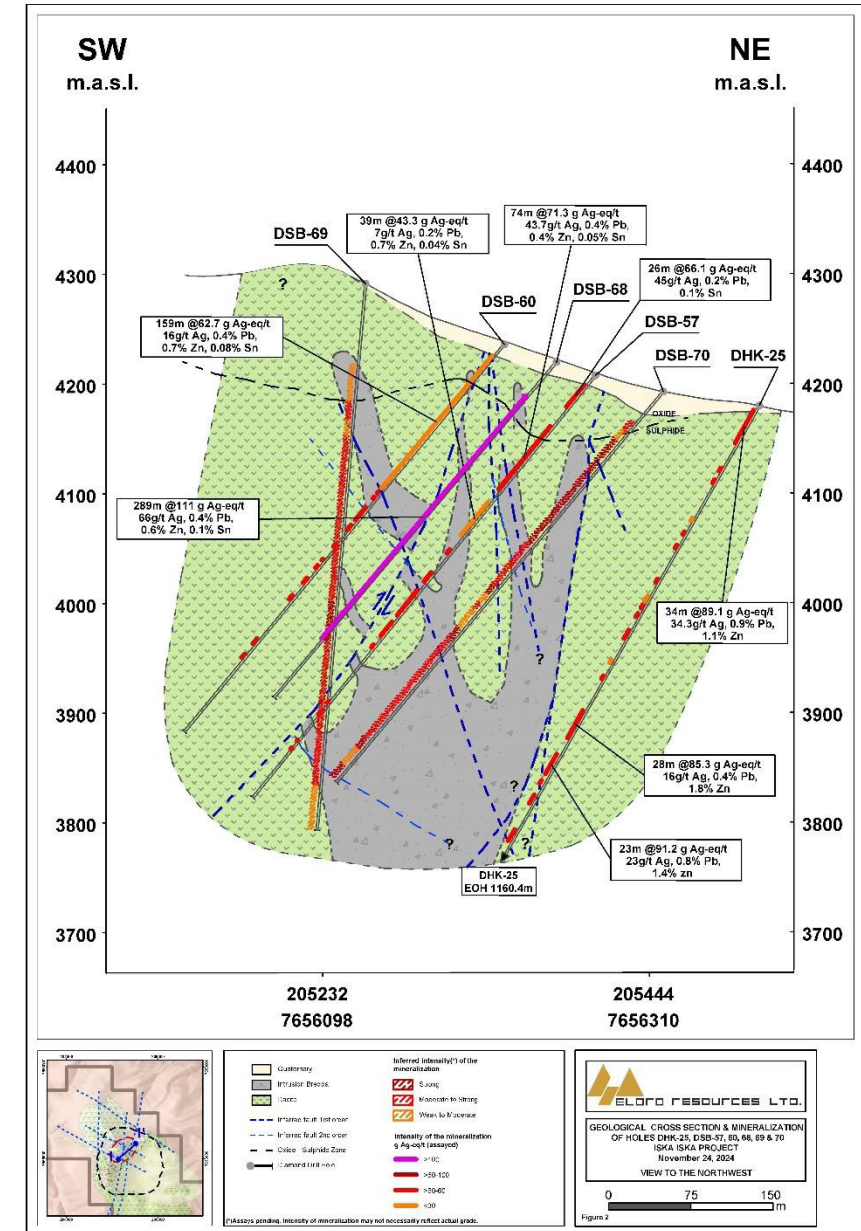 SW
m.a.s.l.
NE
m.a.s.l.
4400
4300
4200
4100
4000
3900
3800
3700
4400
4300
4200
4100
4000
3900
3800
3700
DSB-69
DSB-60
DSB-68
DSB-57
DSB-70
DHK-25
39m @43.3 g Ag-eq/t
7g/t Ag, 0.2% Pb,
0.7% Zn, 0.04% Sn
74m @71.3 g Ag-eq/t
43.7g/t Ag, 0.4% Pb,
0.4% Zn, 0.05% Sn
26m @66.1 g Ag-eq/t
45g/t Ag, 0.2% Pb,
0.1% Sn
159m @62.7 g Ag-eq/t
16g/t Ag, 0.4% Pb,
0.7% Zn, 0.08% Sn
289m @111 g Ag-eq/t
66g/t Ag, 0.4% Pb,
0.6% Zn, 0.1% Sn
34m @89.1 g Ag-eq/t
34.3g/t Ag, 0.9% Pb,
1.1% Zn
28m @85.3 g Ag-eq/t
16g/t Ag, 0.4% Pb,
1.8% Zn
23m @91.2 g Ag-eq/t
23g/t Ag, 0.8% Pb,
1.4% zn
?
?
?
?
?
OXIDE
SULPHIDE
DHK-25
EOH 1160.4m
205232
7656098
205444
7656310
Quaternary
Intrusion Breccia
Dacite
Inferred fault 1st order
Inferred fault 2nd order
Oxide - Sulphide Zone
Diamond Drill Hole
Inferred intensity(*) of the
mineralization
Strong
Moderate to Strong
Weak to Moderate
Intensity of the mineralization
g Ag-eq/t (assayed)
>100
>60-100
>30-60
<30
(*)Assays pending. Intensity of mineralization may not necessarily reflect actual grade.
ELORO RESOURCES LTD.
GEOLOGICAL CROSS SECTION & MINERALIZATION
OF HOLES DHK-25, DSB-57, 60, 68, 69 & 70
ISKA ISKA PROJECT
November 24, 2024
VIEW TO THE NORTHWEST
0 75 150
m
Figure 2